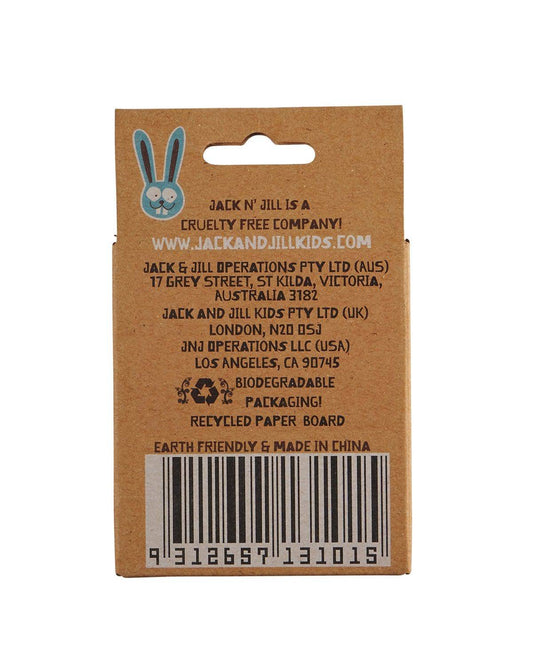 JACK N' JILL IS A
CRUELTY FREE COMPANY!
WWW.JACKANDJILLKIDS.COM
JACK & JILL OPERATIONS PTY LTD (AUS)
17 GREY STREET, ST KILDA, VICTORIA,
AUSTRALIA 3182
JACK AND JILL KIDS PTY LTD (UK)
LONDON, N20 0SJ
JNJ OPERATIONS LLC (USA)
LOS ANGELES, CA 90745
BIODEGRADABLE
PACKAGING!
RECYCLED PAPER BOARD
EARTH FRIENDLY & MADE IN CHINA
9 312657 131015